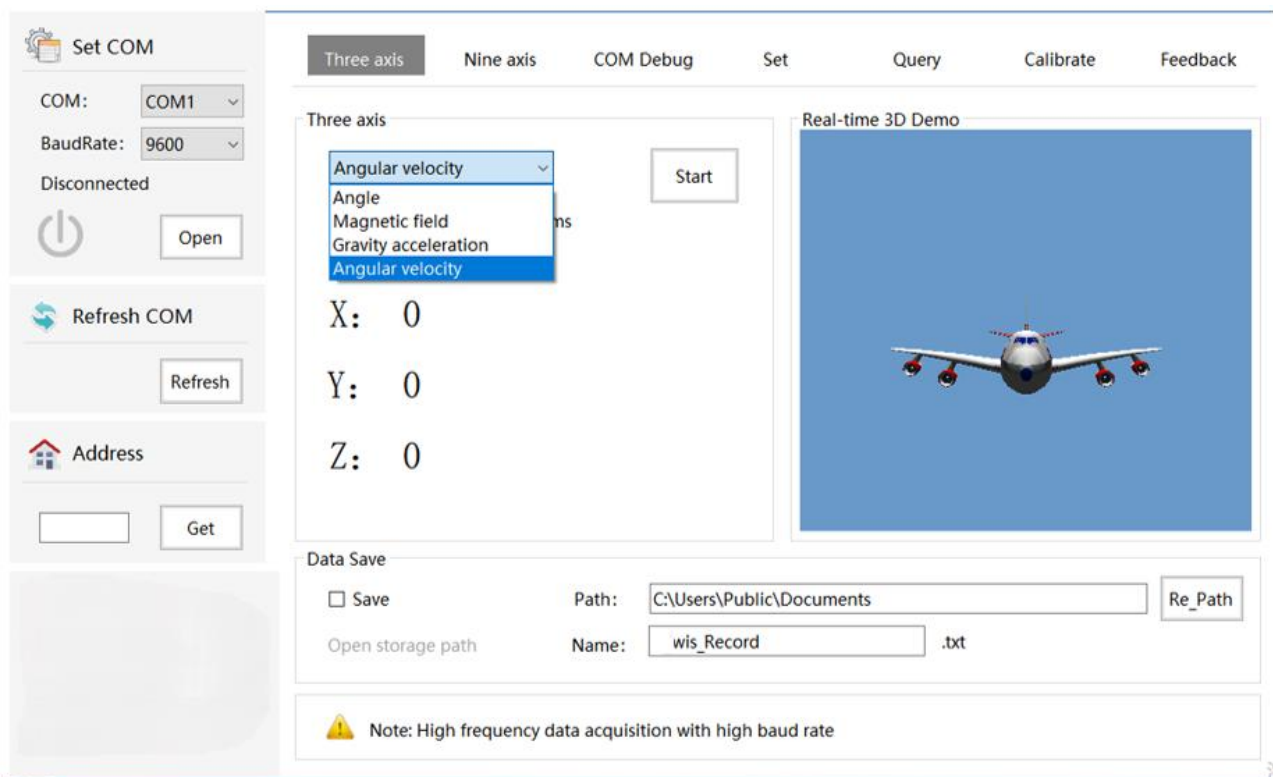 Set COM
COM: COM1
BaudRate: 9600
Disconnected
Open
Refresh COM
Refresh
Address
Get
Three axis Nine axis COM Debug Set Query Calibrate Feedback
Three axis
Angular velocity
Start
Angle
Magnetic field
ms
Gravity acceleration
Angular velocity
X: 0
Y: 0
Z: 0
Real-time 3D Demo
Data Save
Save
Path: C:\Users\Public\Documents
Re_Path
Open storage path
Name: wis_Record .txt
Note: High frequency data acquisition with high baud rate